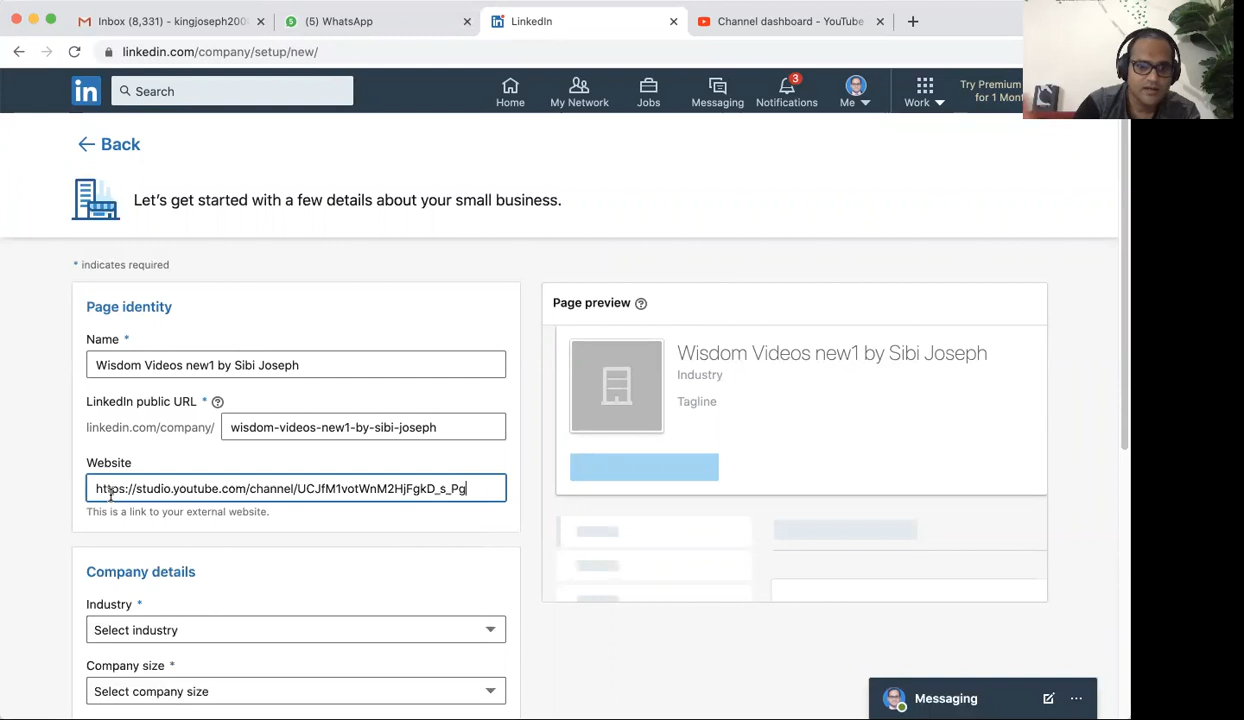 Inbox (8,331) - kingjoseph200
(5) WhatsApp
LinkedIn
Channel dashboard - YouTube
linkedin.com/company/setup/new/
in
Search
Home
My Network
Jobs
Messaging
3
Notifications
Me
Work
Try Premium
for 1 Mont
Back
Let's get started with a few details about your small business.
* indicates required
Page identity
Name *
Wisdom Videos new1 by Sibi Joseph
LinkedIn public URL *
linkedin.com/company/
wisdom-videos-new1-by-sibi-joseph
Website
https://studio.youtube.com/channel/UCJfM1votWnM2HjFgkD_s_Pg
This is a link to your external website.
Company details
Industry *
Select industry
Company size *
Select company size
Page preview
Wisdom Videos new1 by Sibi Joseph
Industry
Tagline
Messaging